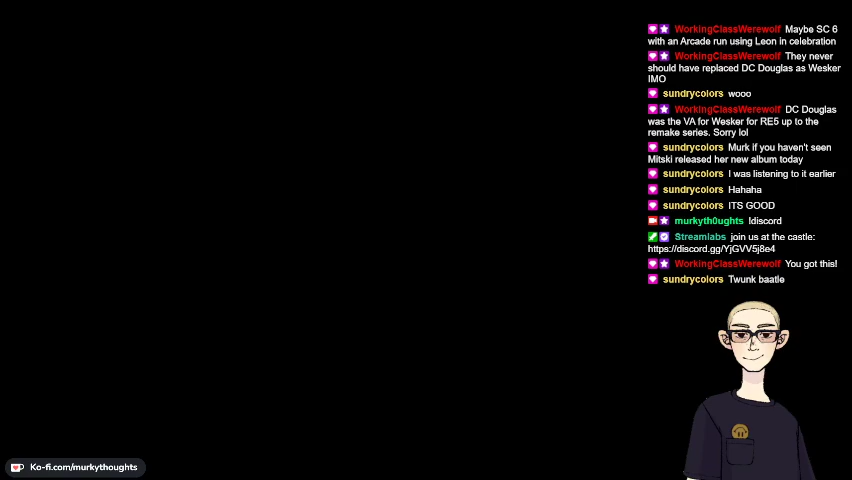 WorkingClassWerewolf Maybe SC 6
with an Arcade run using Leon in celebration
WorkingClassWerewolf They never
should have replaced DC Douglas as Wesker
IMO
sundrycolors wooo
WorkingClassWerewolf DC Douglas
was the VA for Wesker for RE5 up to the
remake series. Sorry lol
sundrycolors Murk if you haven't seen
Mitski released her new album today
sundrycolors I was listening to it earlier
sundrycolors Hahaha
sundrycolors ITS GOOD
murkyth0ughts !discord
Streamlabs join us at the castle:
https://discord.gg/YjGVV5j8e4
WorkingClassWerewolf You got this!
sundrycolors Twunk baatle
Ko-fi.com/murkythoughts